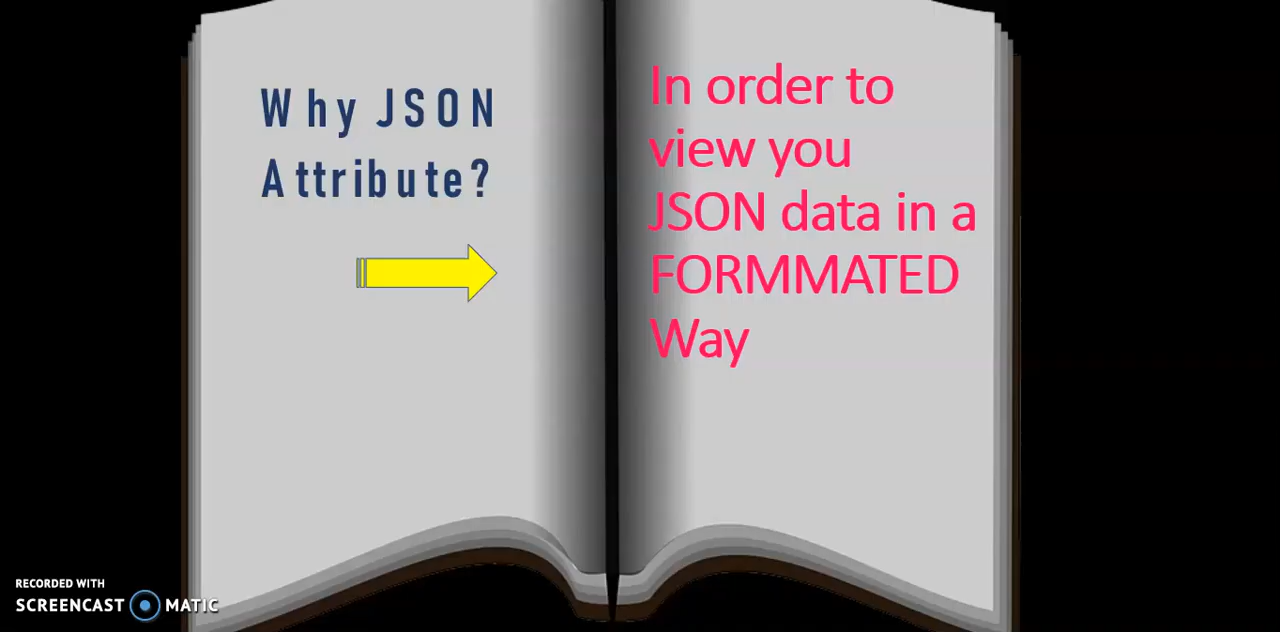 Why JSON
Attribute?
In order to
view you
JSON data in a
FORMMATED
Way
RECORDED WITH
SCREENCAST MATIC